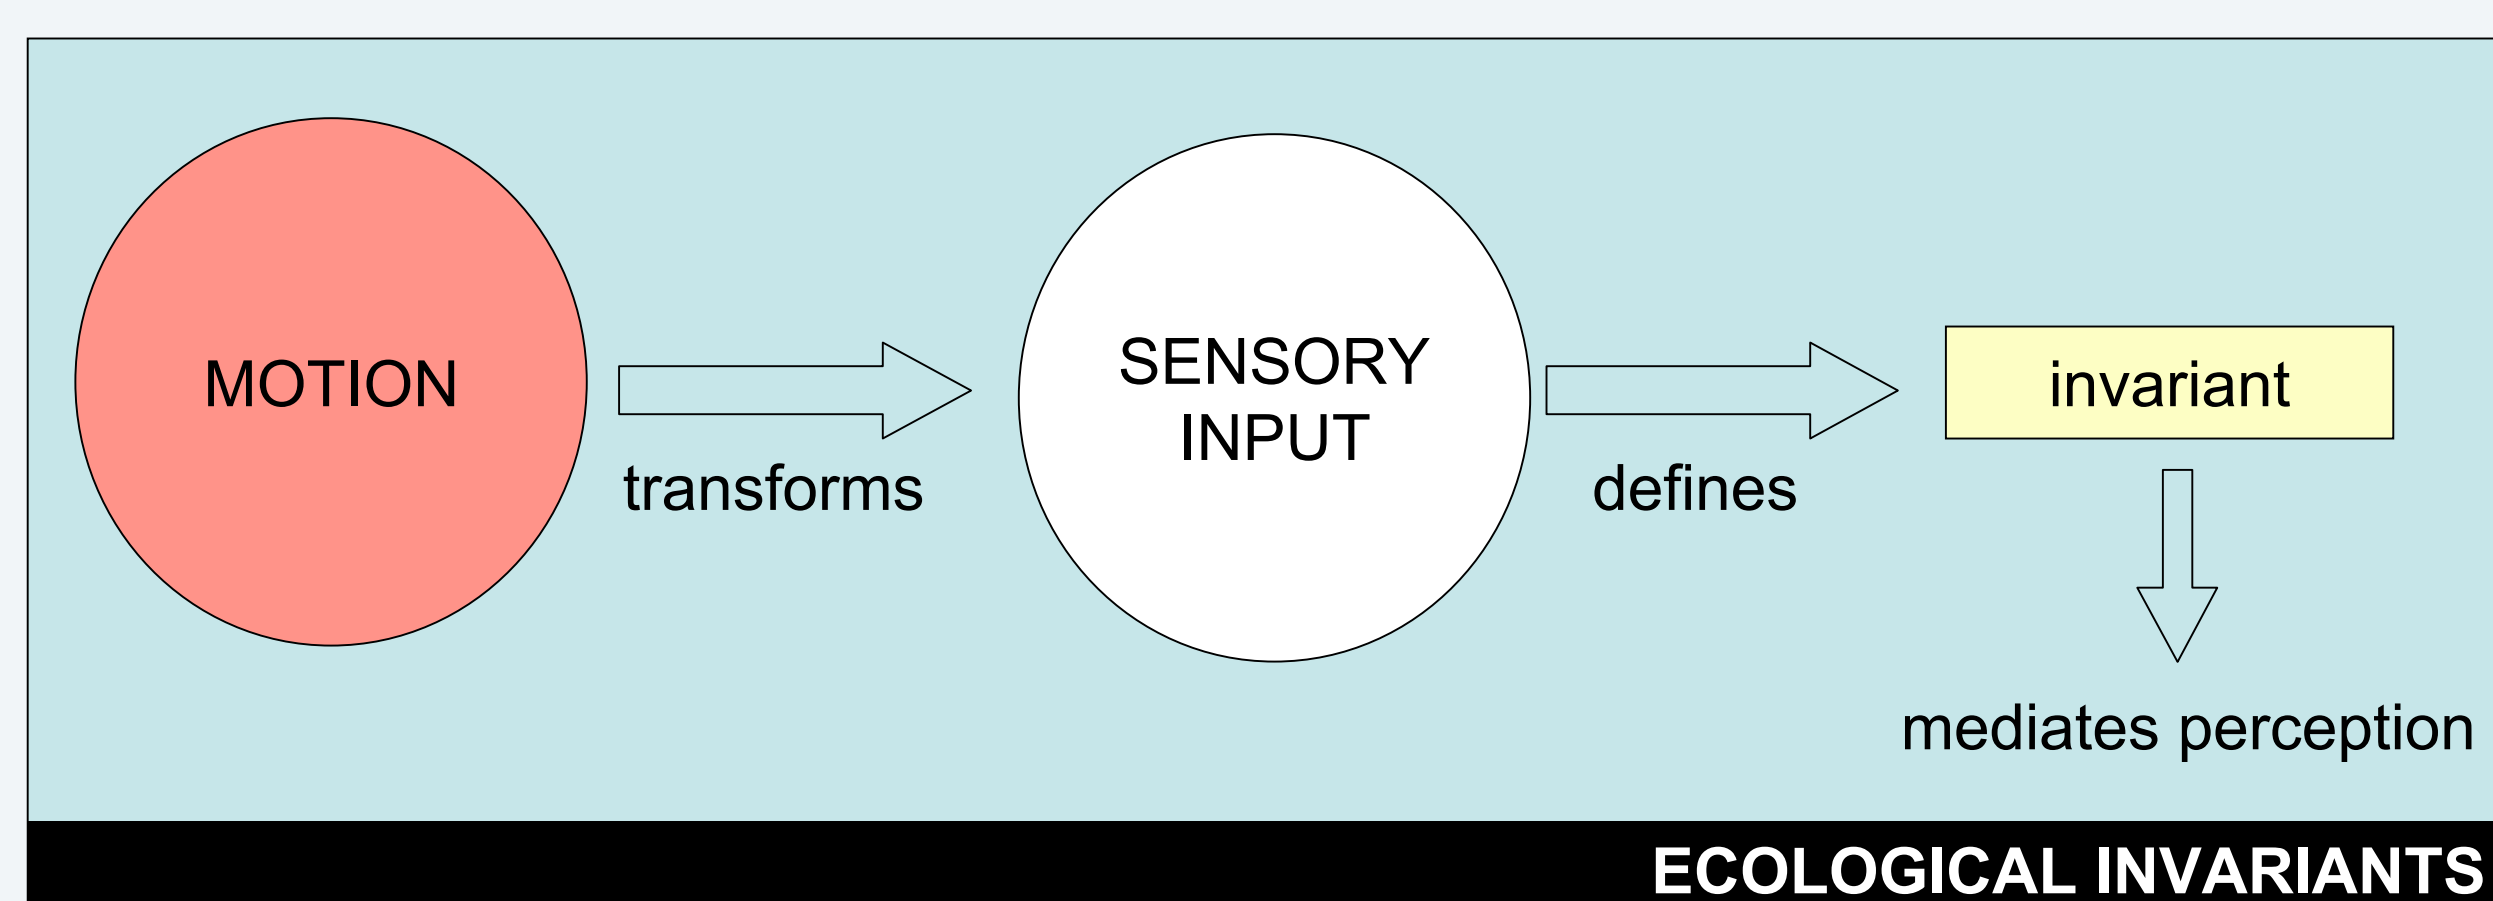 MOTION
transforms
SENSORY
INPUT
defines
invariant
mediates perception
ECOLOGICAL INVARIANTS